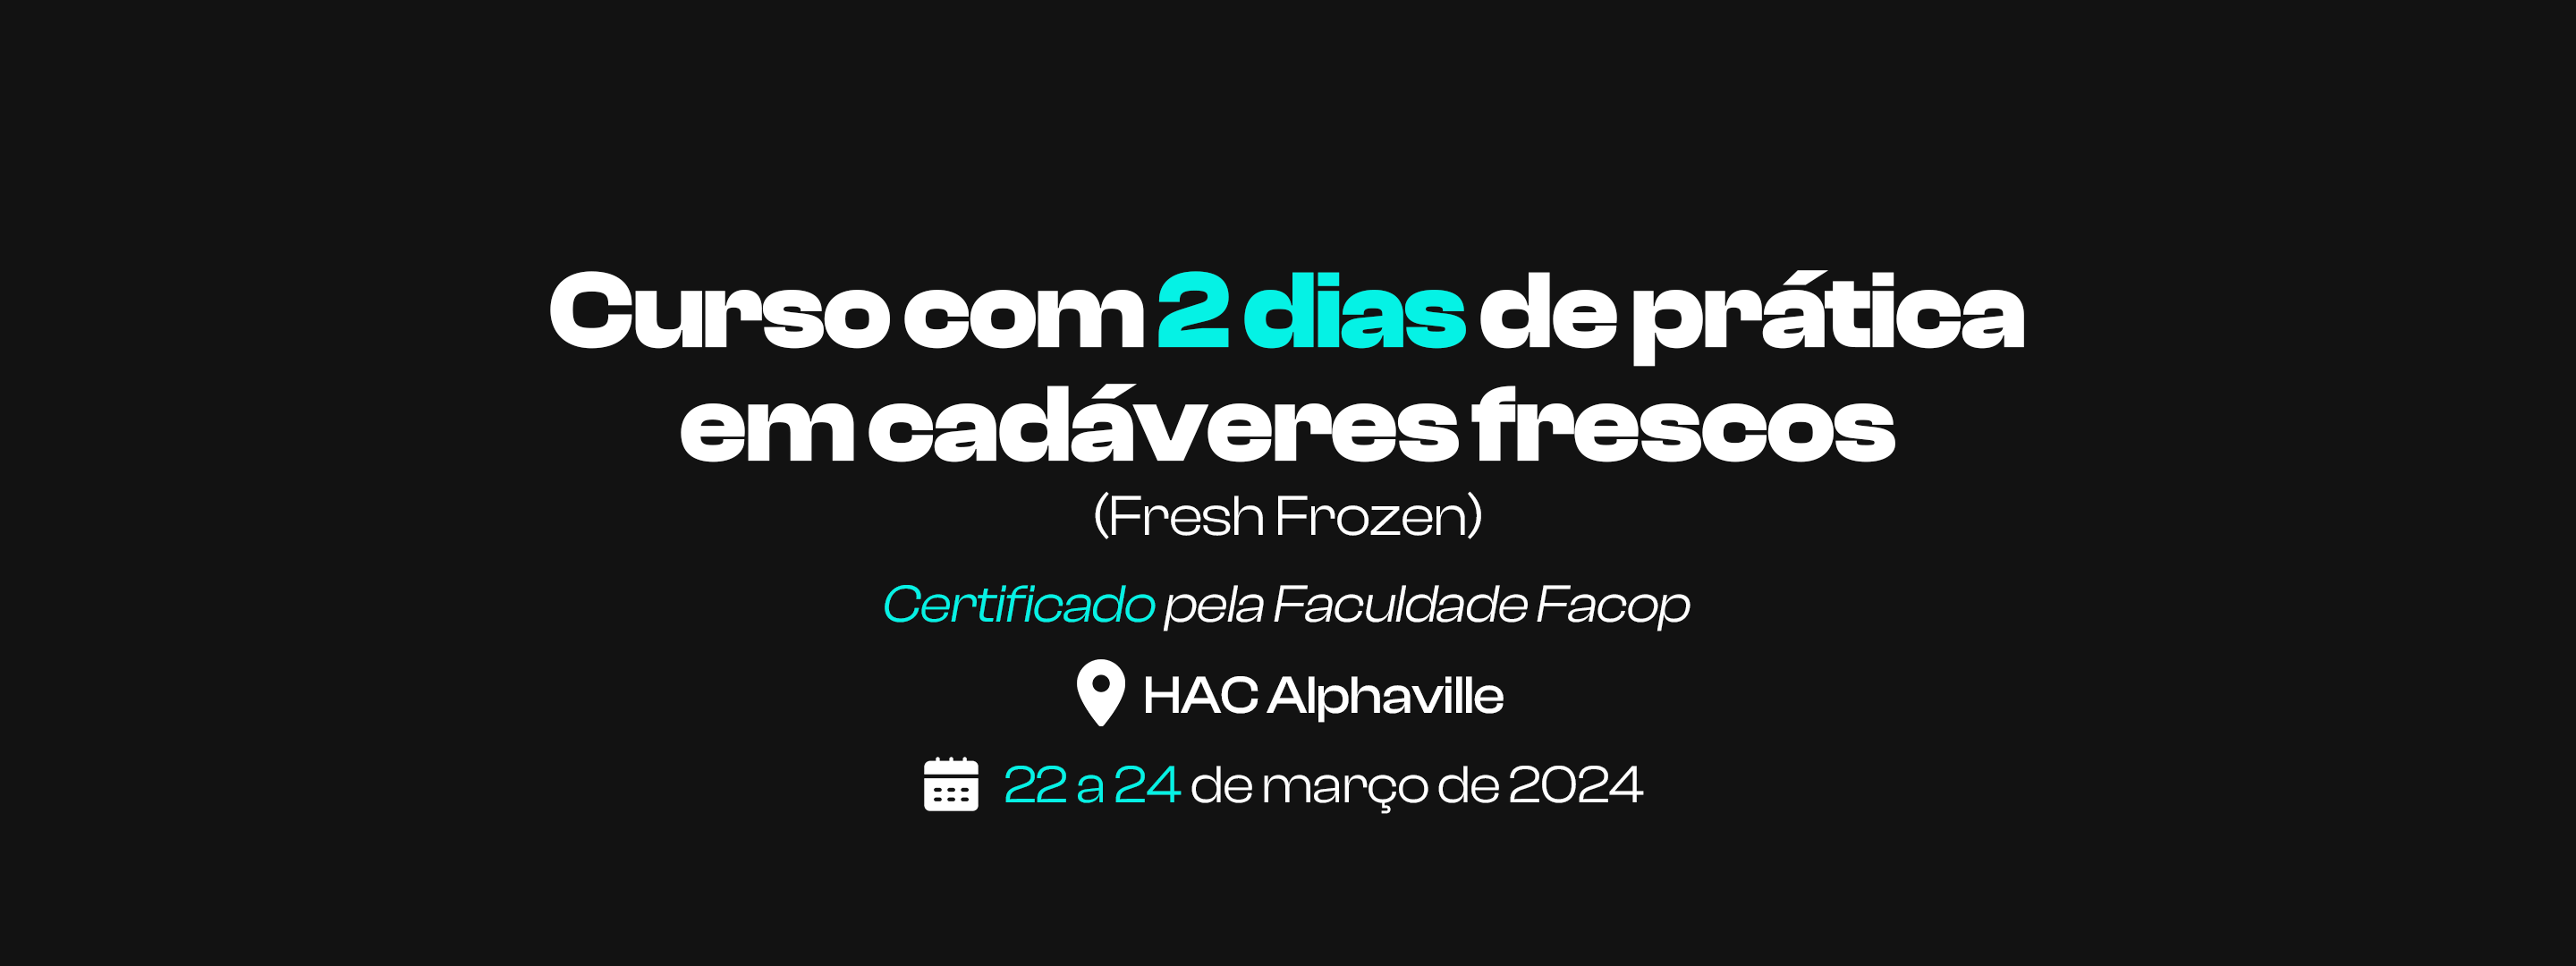 Curso com 2 dias de prática
em cadáveres frescos
(Fresh Frozen)
Certificado pela Faculdade Facop
HAC Alphaville
22 a 24 de março de 2024